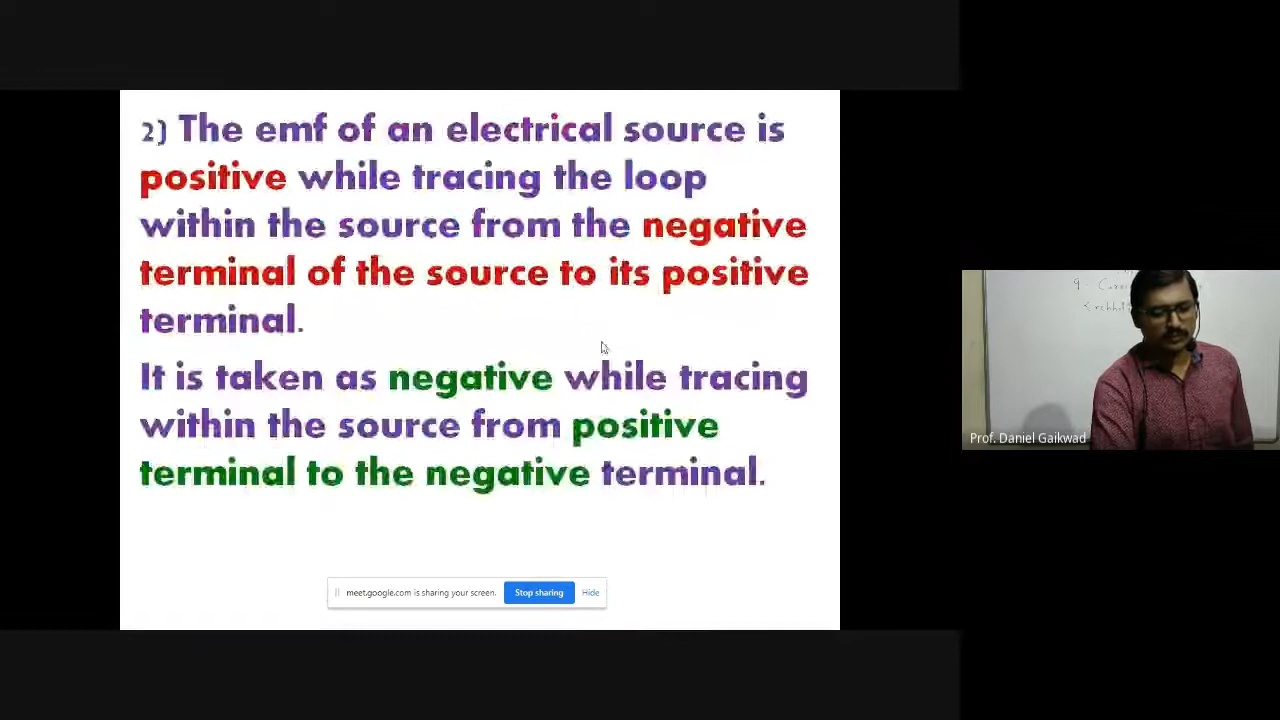 2) The emf of an electrical source is
positive while tracing the loop
within the source from the negative
terminal of the source to its positive
terminal.
It is taken as negative while tracing
within the source from positive
terminal to the negative terminal.
meet.google.com is sharing your screen. Stop sharing Hide
Prof. Daniel Gaikwad